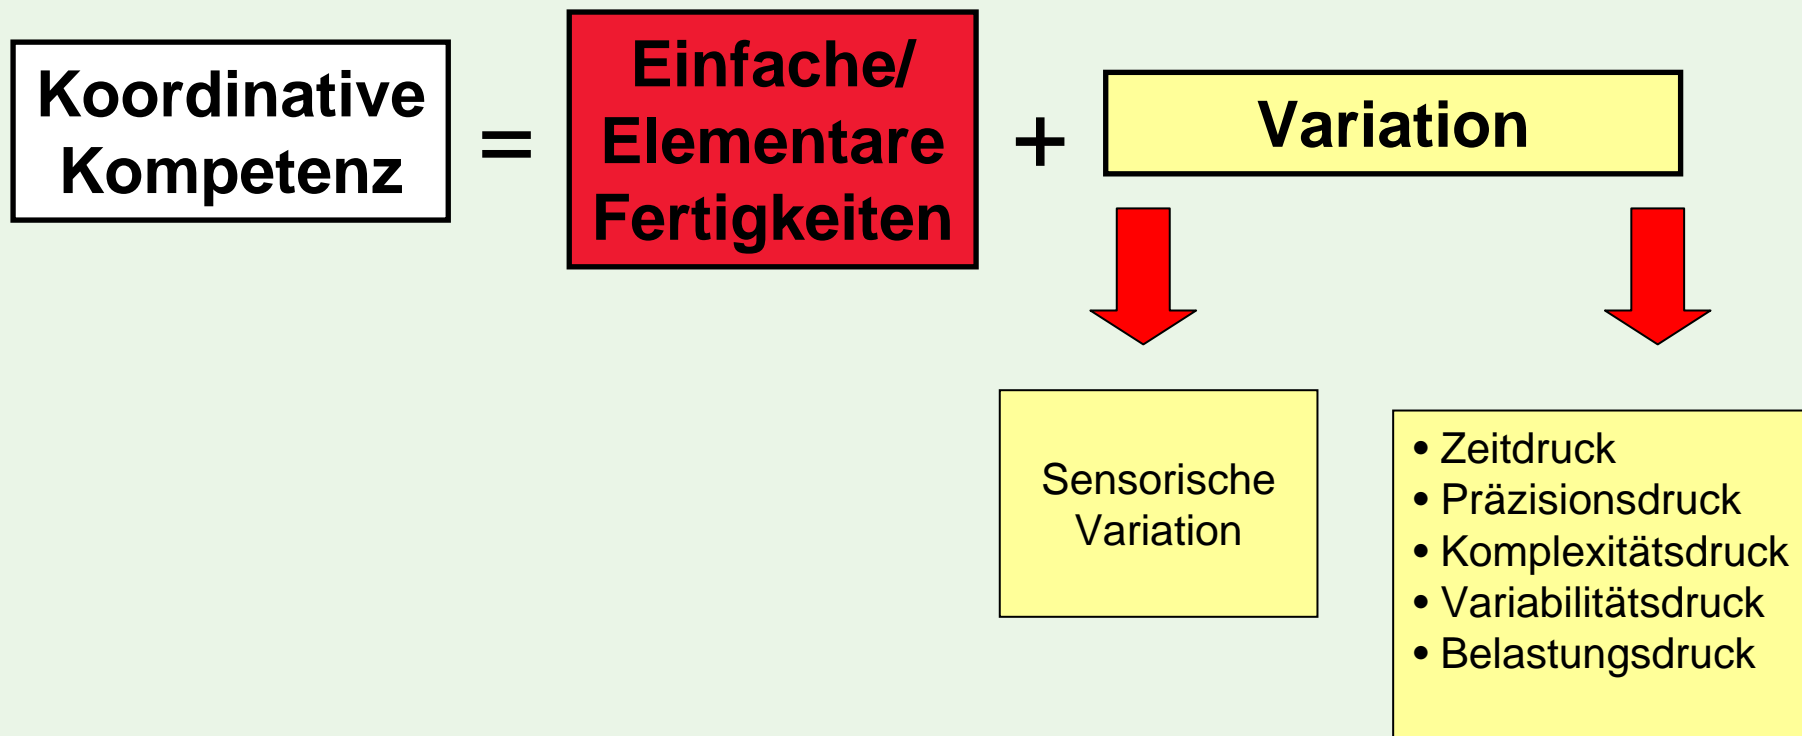 Koordinative
Kompetenz
=
Einfache/
Elementare
Fertigkeiten
+
Variation
Sensorische
Variation
• Zeitdruck
• Präzisionsdruck
• Komplexitätsdruck
• Variabilitätsdruck
• Belastungsdruck